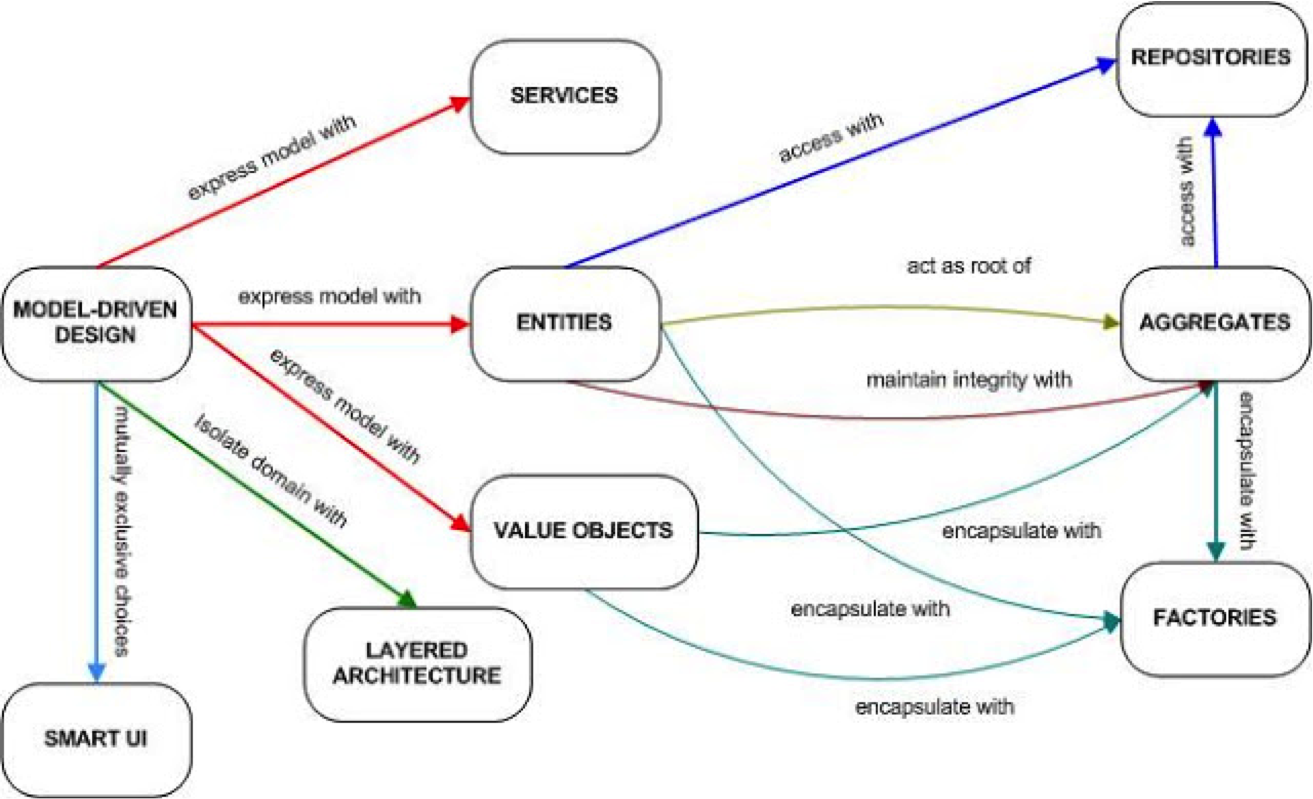 REPOSITORIES
SERVICES
express model with
access with
access with
act as root of
MODEL-DRIVEN
DESIGN
express model with
ENTITIES
AGGREGATES
express model with
maintain integrity with
mutually exclusive choices
Isolate domain with
encapsulate with
VALUE OBJECTS
encapsulate with
encapsulate with
FACTORIES
LAYERED
ARCHITECTURE
encapsulate with
SMART UI